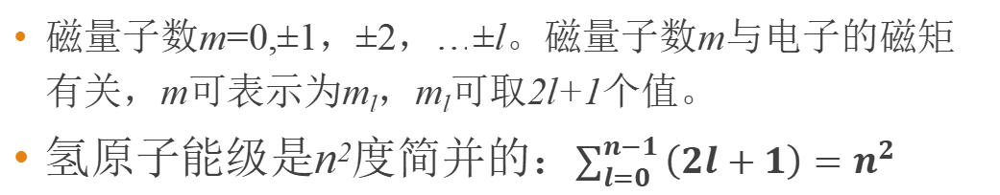 • 磁量子数m=0,±1，±2，…±l。磁量子数m与电子的磁矩
有关，m可表示为mₗ，mₗ可取2l+1个值。
• 氢原子能级是n²度简并的：∑ₗ₌₀ⁿ⁻¹(2l + 1) = n²